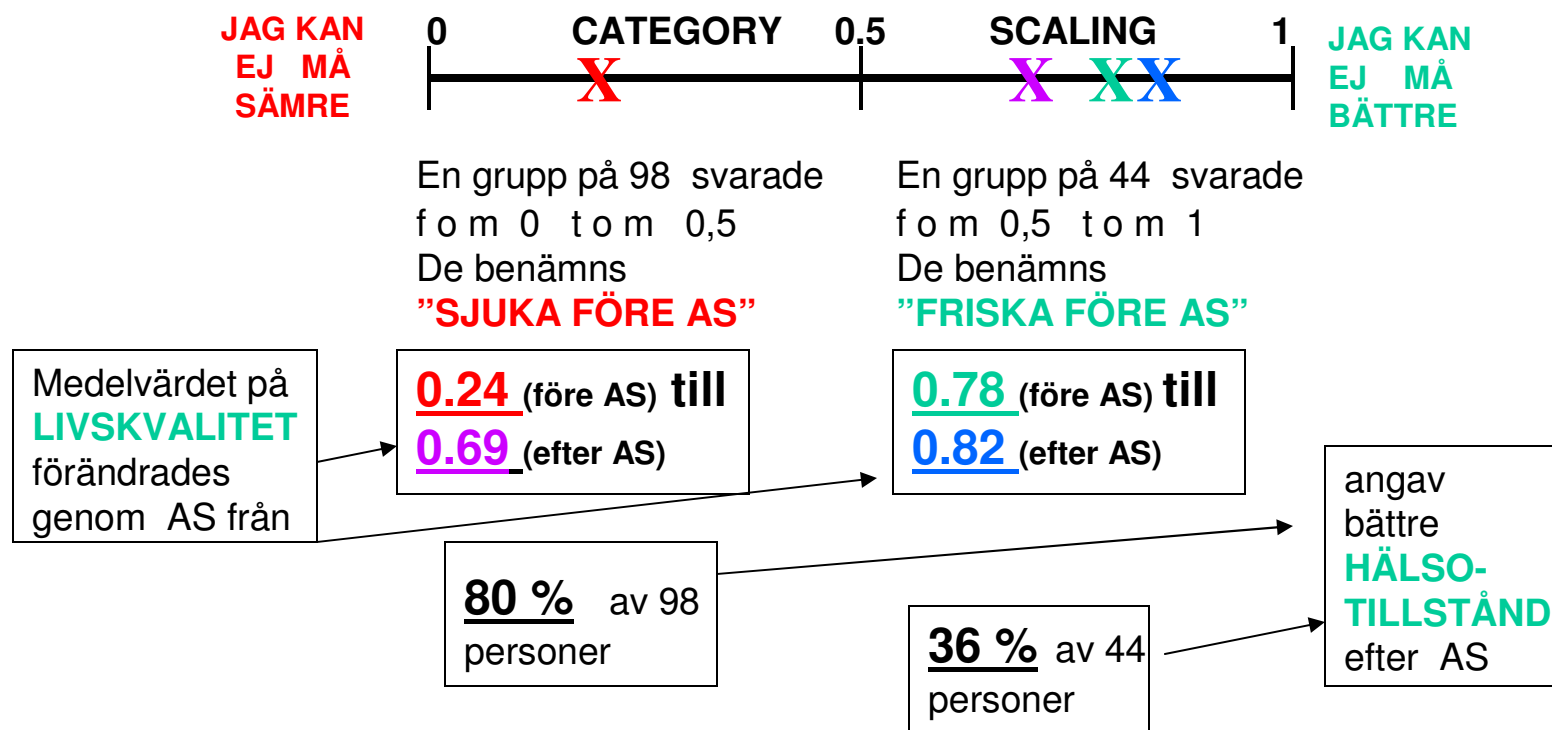 JAG KAN
EJ MÅ
SÄMRE
0 CATEGORY 0.5 SCALING 1
X X X X
JAG KAN
EJ MÅ
BÄTTRE
En grupp på 98 svarade
f o m 0 t o m 0,5
De benämns
”SJUKA FÖRE AS”
En grupp på 44 svarade
f o m 0,5 t o m 1
De benämns
”FRISKA FÖRE AS”
Medelvärdet på
LIVSKVALITET
förändrades
genom AS från
0.24 (före AS) till
0.69 (efter AS)
0.78 (före AS) till
0.82 (efter AS)
80 % av 98
personer
36 % av 44
personer
angav
bättre
HÄLSO-
TILLSTÅND
efter AS